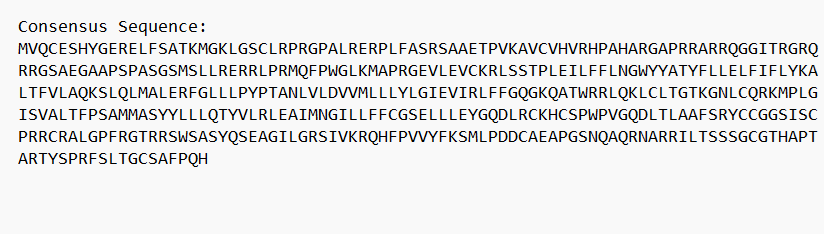 Consensus Sequence:
MVQCESHYGERELFSATKMGKLGSCLRPRGPALRERPLFASRSAAETPVKAVCVHVRHPAHARGAPRRARRQGGITRGRQ
RRGSAEGAAPSPASGSMSLLRERRLPRMQFPWGLKMAPRGEVLEVCKRLSSTPLEILFFLNGWYYATYFLLELFIFLYKA
LTFVLAQKSLQLMALERFGLLLPYPTANLVLDVVMLLLYLGIEVIRLFFGQGKQATWRRLQKLCLTGTKGNLCQRKMPLG
ISVALTFPSAMMASYYLLLQTYVLRLEAIMNGILLFFCGSELLLEYGQDLRCKHCSPWPVGQDLTLAAFSRYCCGGSISC
PRRCRALGPFRGTRRSWSASYQSEAGILGRSIVKRQHFPVVYFKSMLPDDCAEAPGSNQAQRNARRILTSSSGCGTHAPT
ARTYSPRFSLTGCSAFPQH